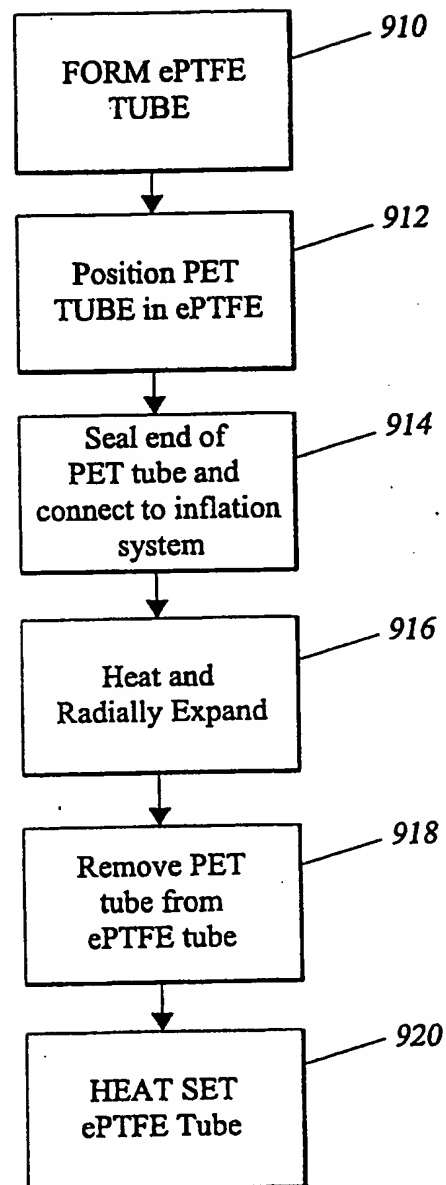 910
FORM ePTFE
TUBE
912
Position PET
TUBE in ePTFE
914
Seal end of
PET tube and
connect to inflation
system
916
Heat and
Radially Expand
918
Remove PET
tube from
ePTFE tube
920
HEAT SET
ePTFE Tube